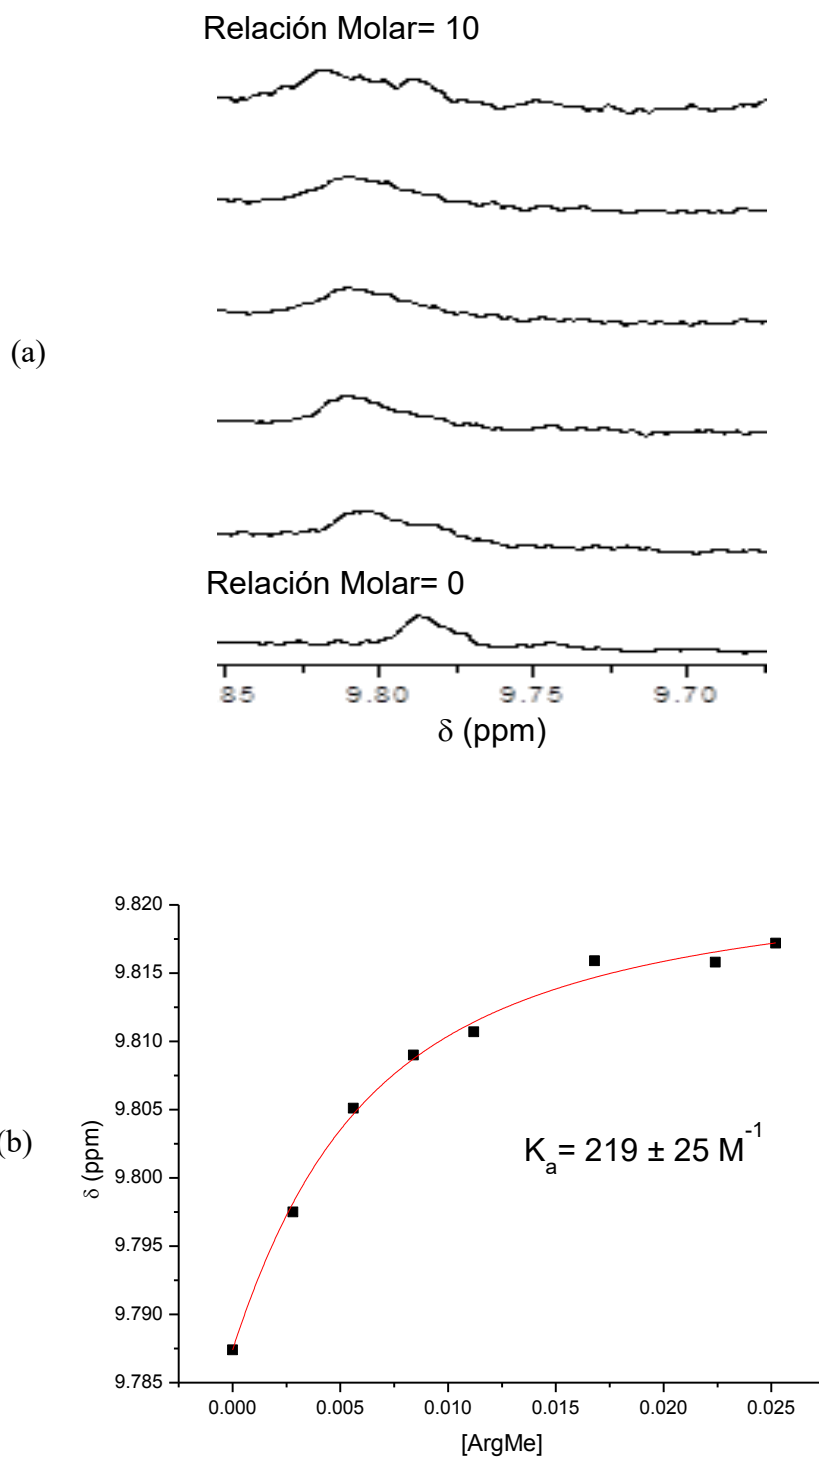 Relación Molar= 10
(a)
Relación Molar= 0
85 9.80 9.75 9.70
δ (ppm)
9.820
9.815
9.810
9.805
9.800
9.795
9.790
9.785
(b)
δ (ppm)
Ka= 219 ± 25 M-1
0.000 0.005 0.010 0.015 0.020 0.025
[ArgMe]